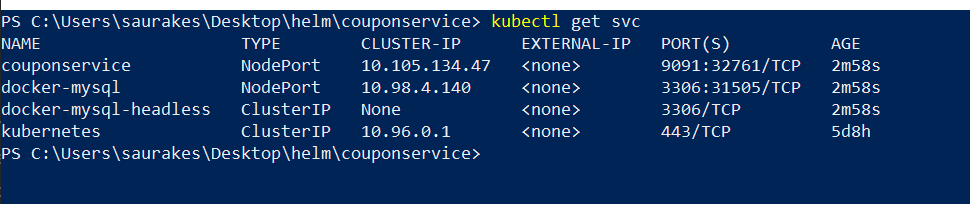 PS C:\Users\saurakes\Desktop\helm\couponservice> kubectl get svc
NAME TYPE CLUSTER-IP EXTERNAL-IP PORT(S) AGE
couponservice NodePort 10.105.134.47 <none> 9091:32761/TCP 2m58s
docker-mysql NodePort 10.98.4.140 <none> 3306:31505/TCP 2m58s
docker-mysql-headless ClusterIP None <none> 3306/TCP 2m58s
kubernetes ClusterIP 10.96.0.1 <none> 443/TCP 5d8h
PS C:\Users\saurakes\Desktop\helm\couponservice>